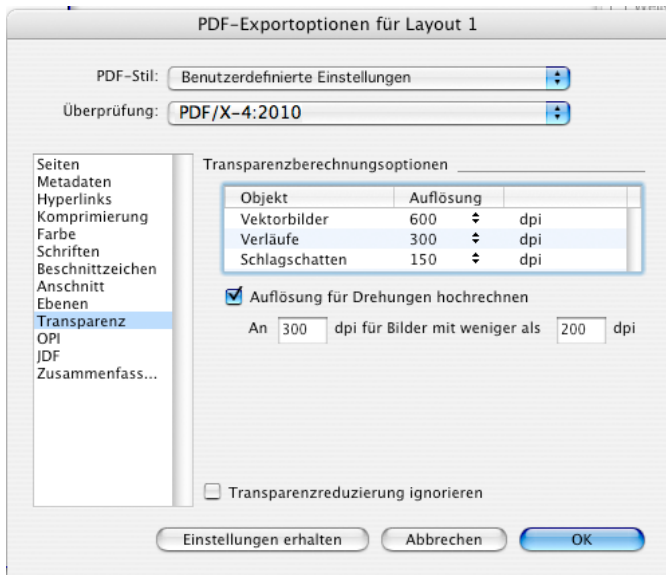 PDF-Exportoptionen für Layout 1
PDF-Stil: Benutzerdefinierte Einstellungen
Überprüfung: PDF/X-4:2010
Seiten
Metadaten
Hyperlinks
Komprimierung
Farbe
Schriften
Beschnittzeichen
Anschnitt
Ebenen
Transparenz
OPI
JDF
Zusammenfass...
Transparenzberechnungsoptionen
Objekt Auflösung
Vektorbilder 600 dpi
Verläufe 300 dpi
Schlagschatten 150 dpi
Auflösung für Drehungen hochrechnen
An 300 dpi für Bilder mit weniger als 200 dpi
Transparenzreduzierung ignorieren
Einstellungen erhalten Abbrechen OK